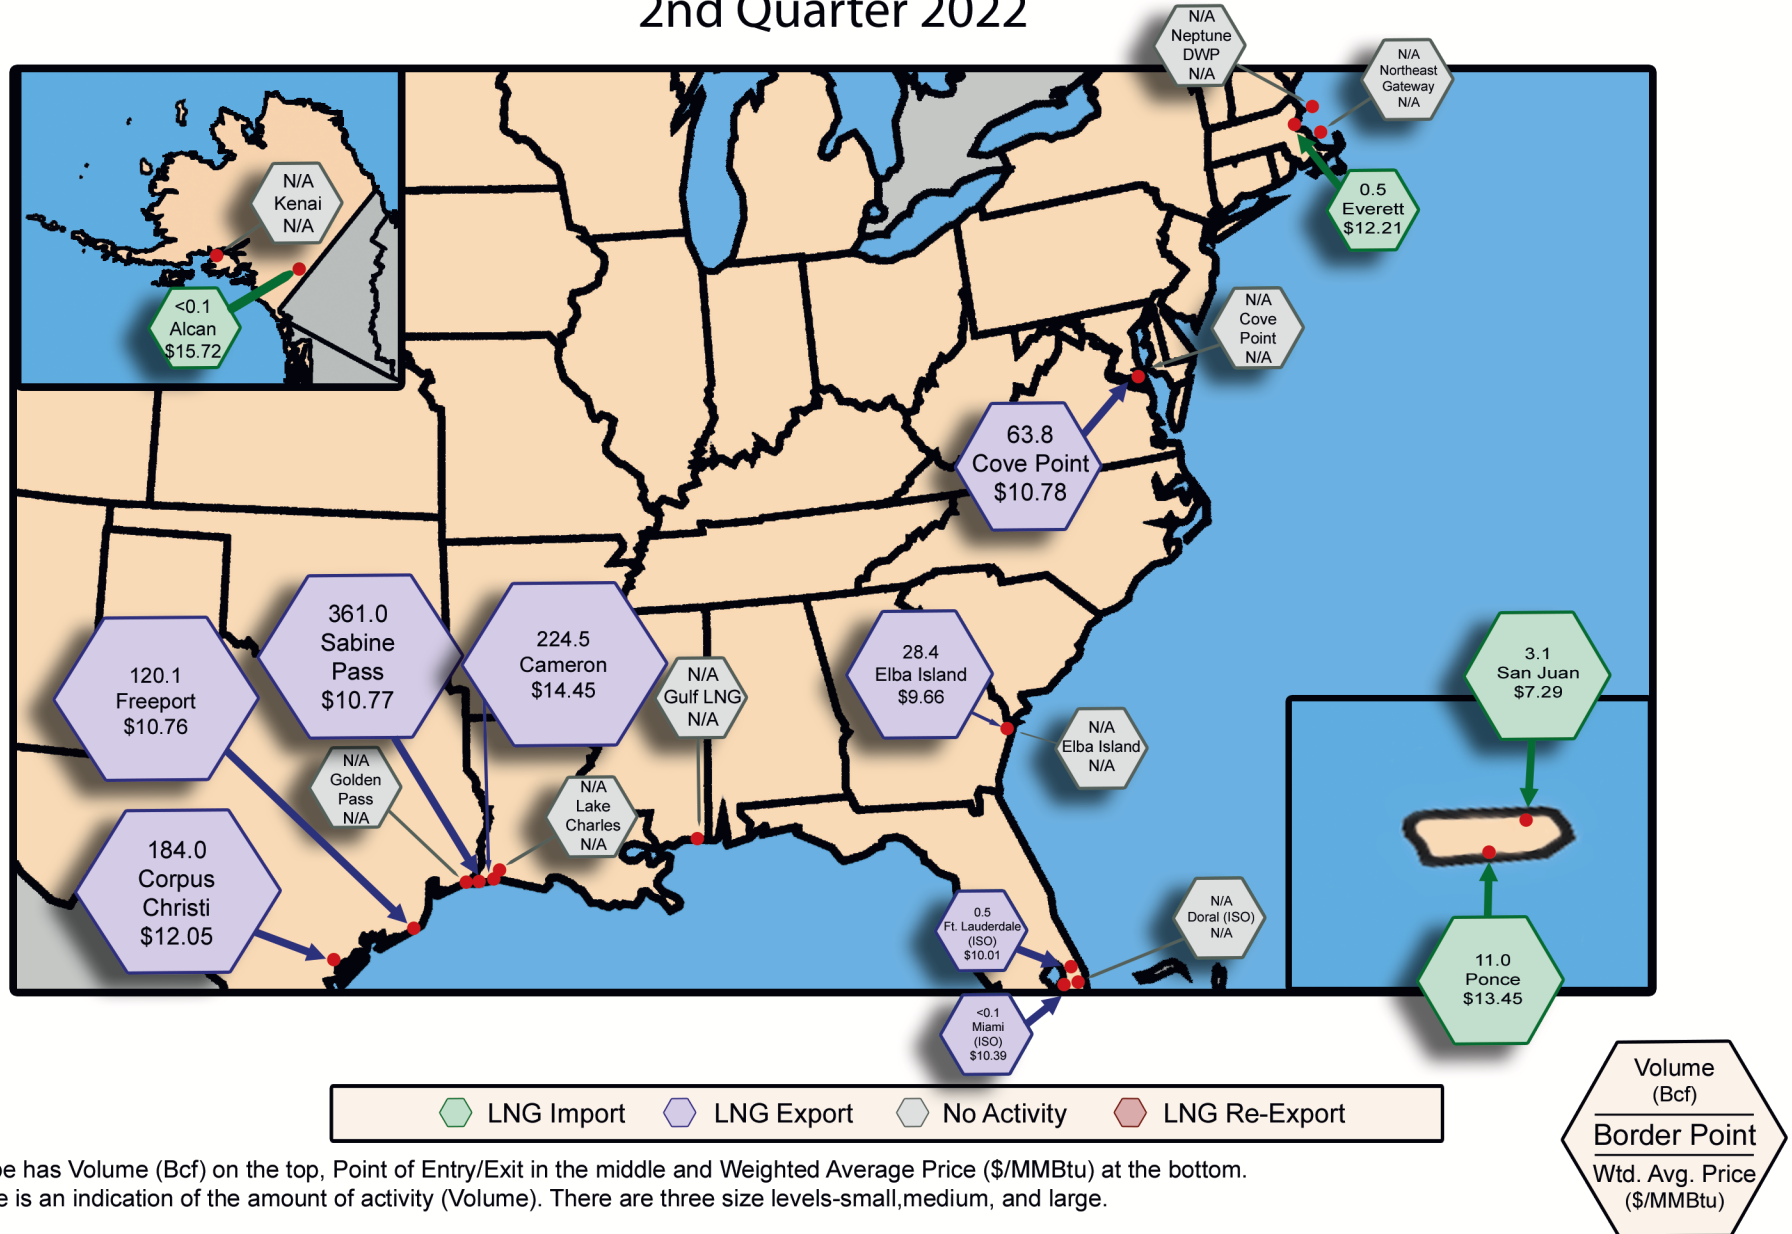 2nd Quarter 2022
N/A
Neptune
DWP
N/A
N/A
Northeast
Gateway
N/A
N/A
Kenai
N/A
0.5
Everett
$12.21
<0.1
Alcan
$15.72
N/A
Cove
Point
N/A
63.8
Cove Point
$10.78
361.0
Sabine
Pass
$10.77
224.5
Cameron
$14.45
120.1
Freeport
$10.76
28.4
Elba Island
$9.66
3.1
San Juan
$7.29
N/A
Gulf LNG
N/A
N/A
Elba Island
N/A
N/A
Golden
Pass
N/A
N/A
Lake
Charles
N/A
184.0
Corpus
Christi
$12.05
0.5
Ft. Lauderdale
(ISO)
$10.01
N/A
Doral (ISO)
N/A
11.0
Ponce
$13.45
<0.1
Miami
(ISO)
$10.39
LNG Import
LNG Export
No Activity
LNG Re-Export
Volume
(Bcf)
Border Point
Wtd. Avg. Price
($/MMBtu)
has Volume (Bcf) on the top, Point of Entry/Exit in the middle and Weighted Average Price ($/MMBtu) at the bottom.
is an indication of the amount of activity (Volume). There are three size levels-small,medium, and large.